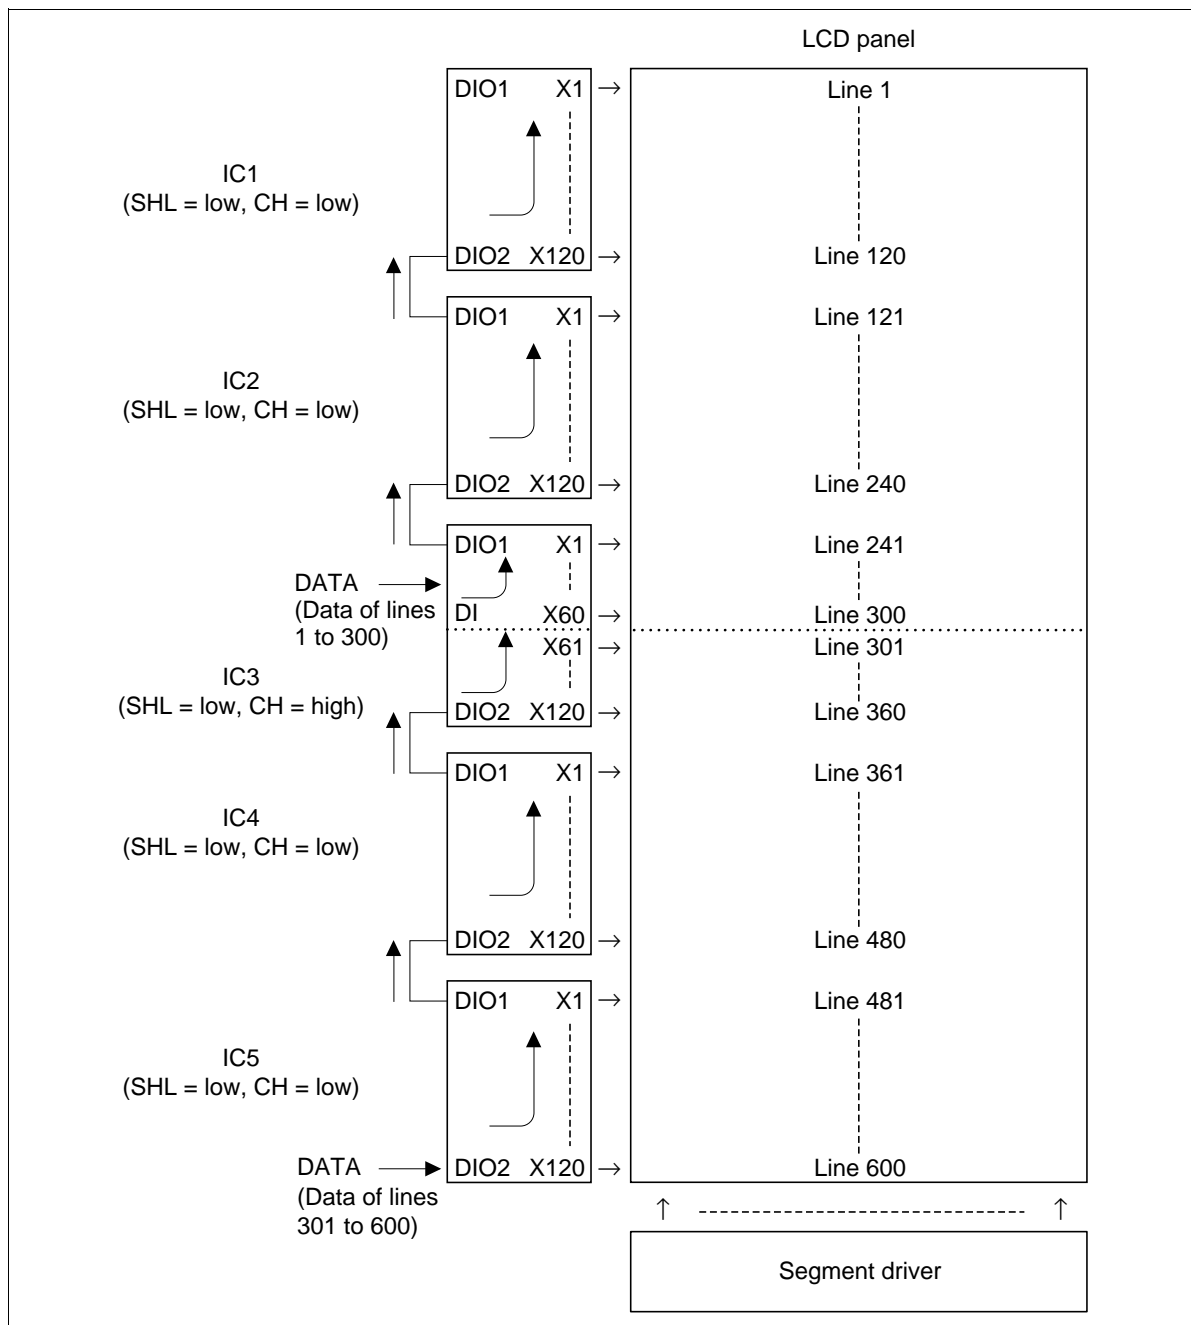 LCD panel
DIO1 X1 → Line 1
IC1
(SHL = low, CH = low)
DIO2 X120 → Line 120
DIO1 X1 → Line 121
IC2
(SHL = low, CH = low)
DIO2 X120 → Line 240
DIO1 X1 → Line 241
DATA
(Data of lines
1 to 300)
DI X60 → Line 300
X61 → Line 301
IC3
(SHL = low, CH = high)
DIO2 X120 → Line 360
DIO1 X1 → Line 361
IC4
(SHL = low, CH = low)
DIO2 X120 → Line 480
DIO1 X1 → Line 481
IC5
(SHL = low, CH = low)
DATA
(Data of lines
301 to 600)
DIO2 X120 → Line 600
Segment driver